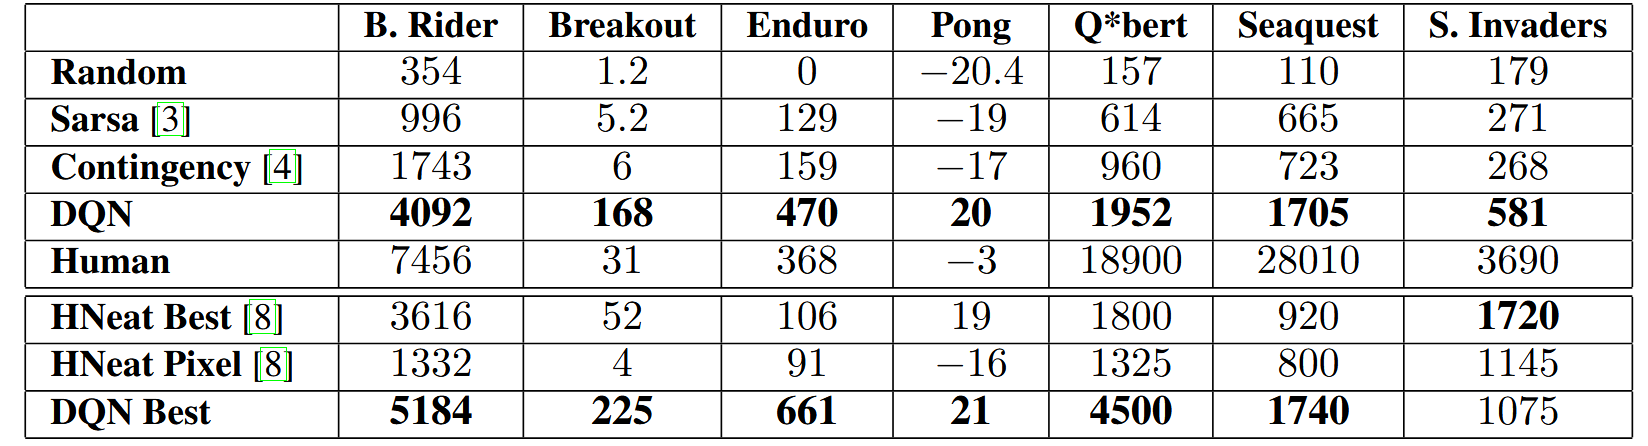 B. Rider Breakout Enduro Pong Q*bert Seaquest S. Invaders
Random 354 1.2 0 −20.4 157 110 179
Sarsa [3] 996 5.2 129 −19 614 665 271
Contingency [4] 1743 6 159 −17 960 723 268
DQN 4092 168 470 20 1952 1705 581
Human 7456 31 368 −3 18900 28010 3690
HNeat Best [8] 3616 52 106 19 1800 920 1720
HNeat Pixel [8] 1332 4 91 −16 1325 800 1145
DQN Best 5184 225 661 21 4500 1740 1075